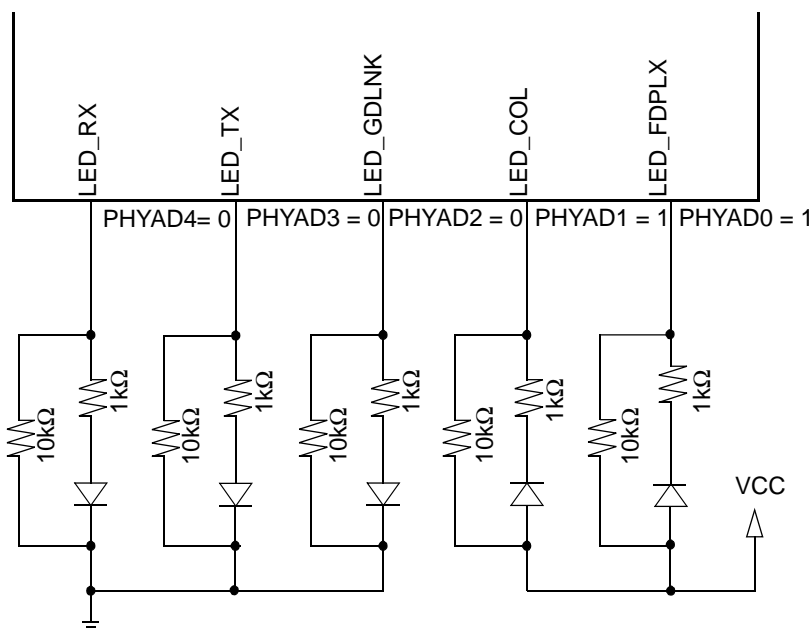 LED_RX
LED_TX
LED_GDLNK
LED_COL
LED_FDPLX
PHYAD4= 0
PHYAD3 = 0
PHYAD2 = 0
PHYAD1 = 1
PHYAD0 = 1
10kΩ
1kΩ
10kΩ
1kΩ
10kΩ
1kΩ
10kΩ
1kΩ
10kΩ
1kΩ
VCC